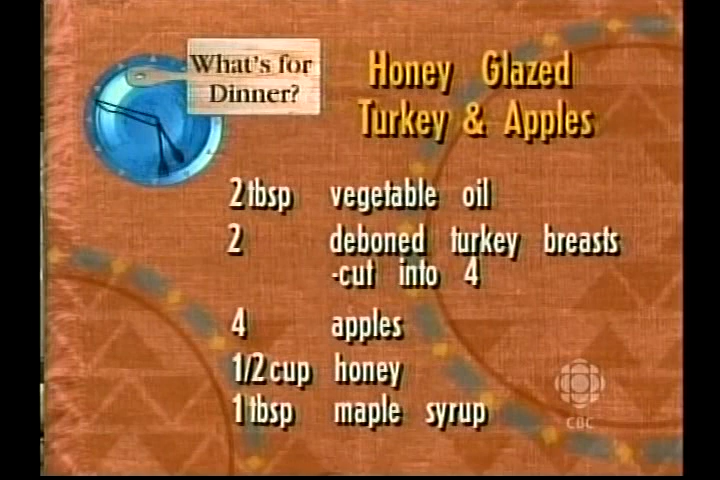 What's for
Dinner?
Honey Glazed
Turkey & Apples
2 tbsp vegetable oil
2 deboned turkey breasts
-cut into 4
4 apples
1/2 cup honey
1 tbsp maple syrup
CBC